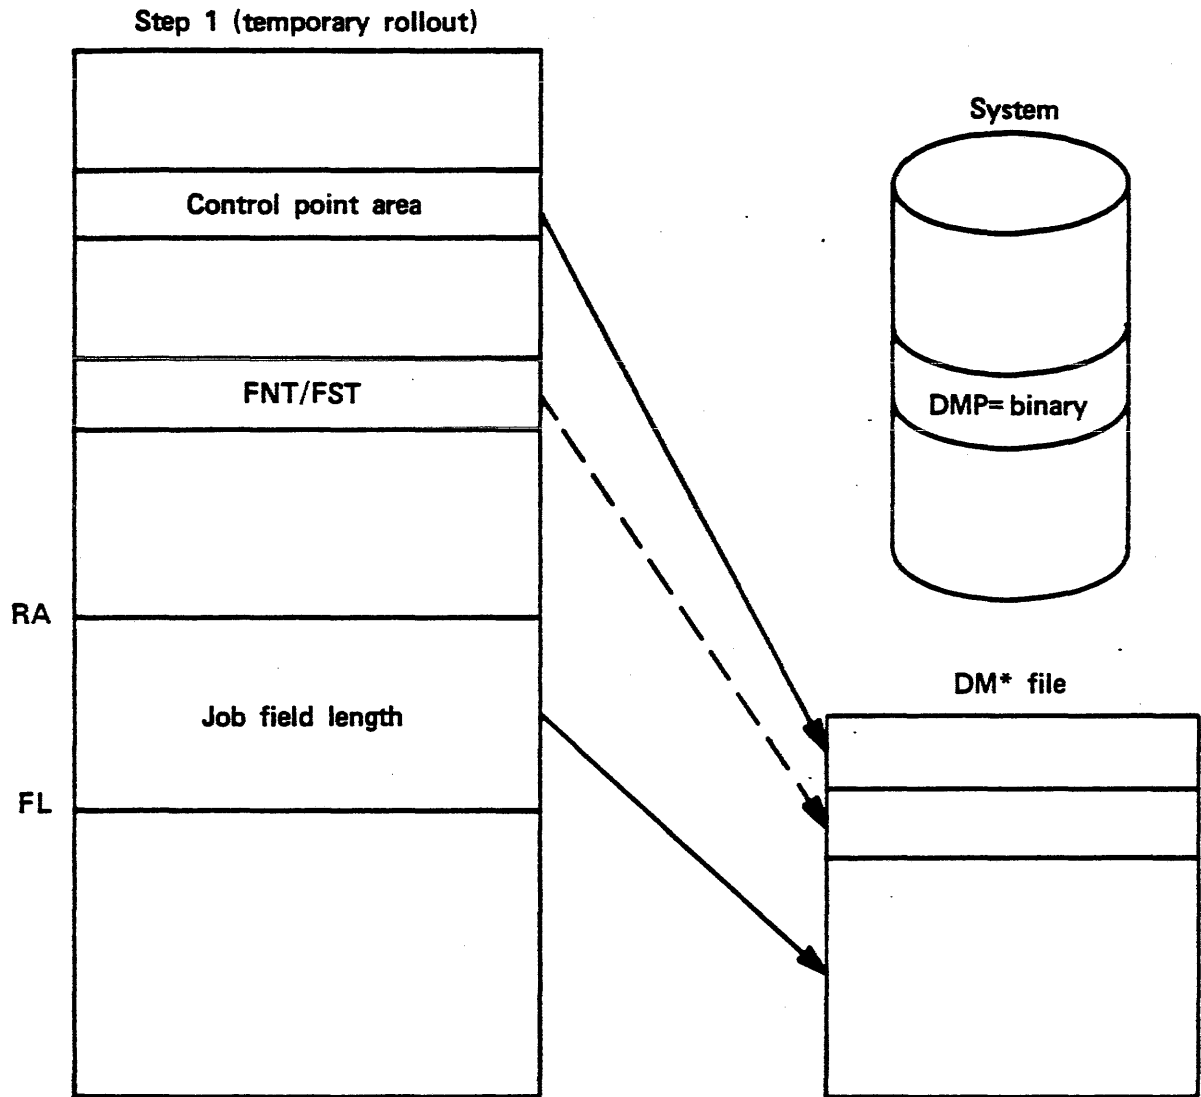 Step 1 (temporary rollout)
System
Control point area
FNT/FST
DMP= binary
RA
Job field length
DM* file
FL